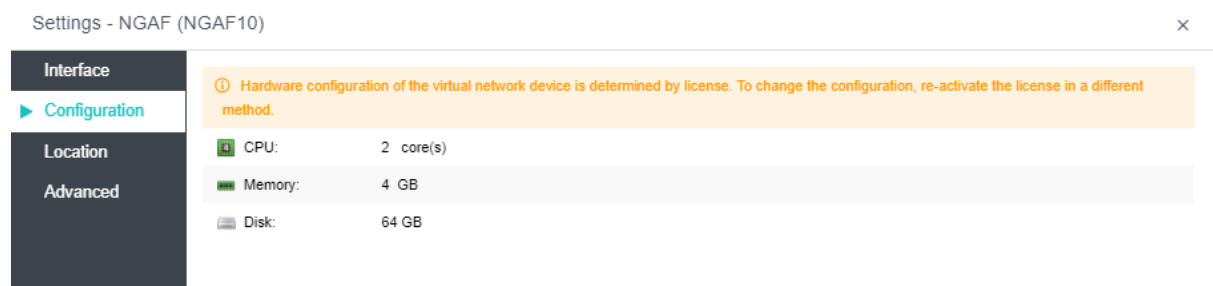 Settings - NGAF (NGAF10)
Interface
Configuration
Location
Advanced
Hardware configuration of the virtual network device is determined by license. To change the configuration, re-activate the license in a different
method.
CPU: 2 core(s)
Memory: 4 GB
Disk: 64 GB